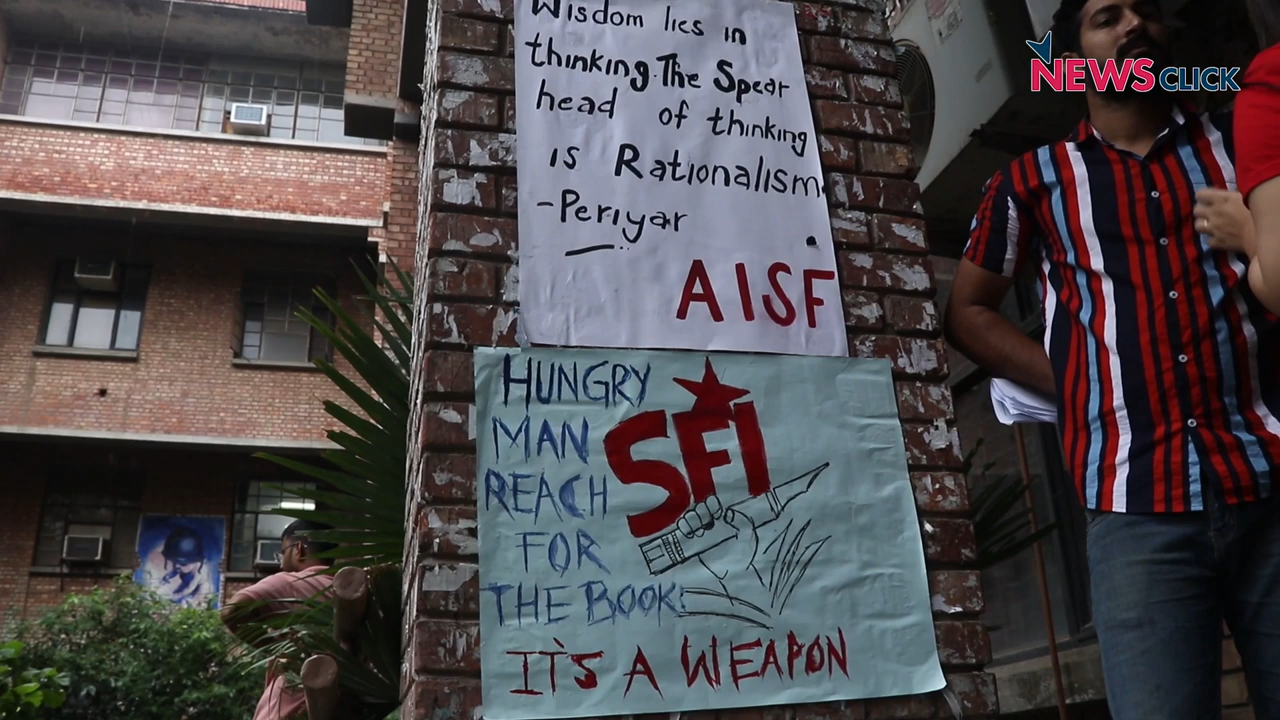 Wisdom lies in
thinking. The Spear
head of thinking
is Rationalism
-Periyar
AISF
HUNGRY
MAN
REACH
FOR
THE BOOK:
IT'S A WEAPON
SFI
NEWSCLICK